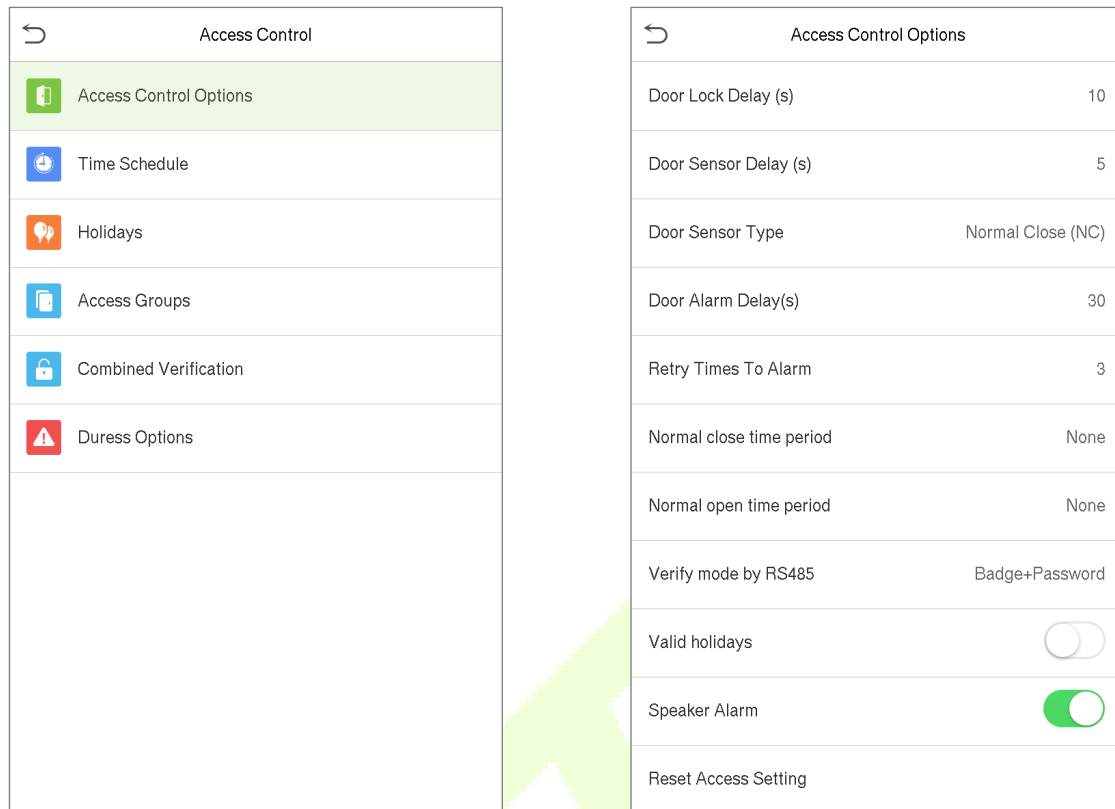 Access Control
Access Control Options
Time Schedule
Holidays
Access Groups
Combined Verification
Duress Options
Access Control Options
Door Lock Delay (s) 10
Door Sensor Delay (s) 5
Door Sensor Type Normal Close (NC)
Door Alarm Delay(s) 30
Retry Times To Alarm 3
Normal close time period None
Normal open time period None
Verify mode by RS485 Badge+Password
Valid holidays
Speaker Alarm
Reset Access Setting